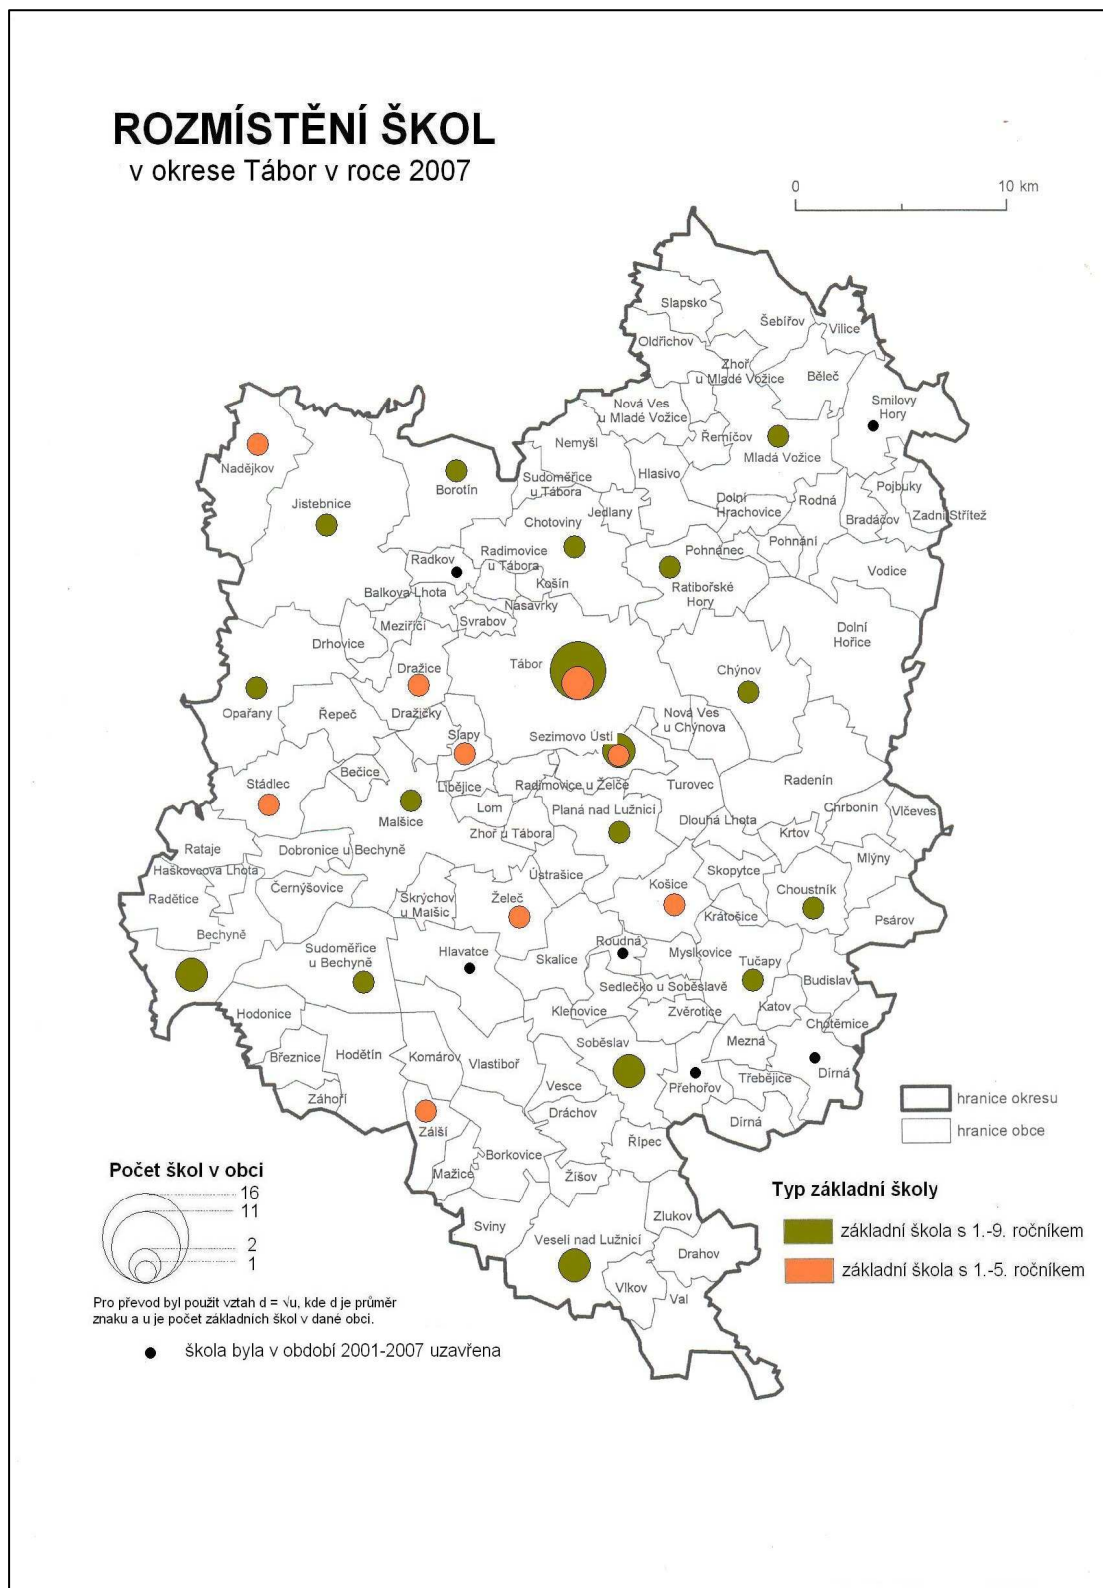 ROZMÍSTĚNÍ ŠKOL
v okrese Tábor v roce 2007
0
10 km
Slapsko
Šebířov
Vilice
Oldřichov
Zhoř
u Mladé Vožice
Běleč
Nová Ves
u Mladé Vožice
Smilovy
Hory
Řemíčov
Mladá Vožice
Nemyšl
Nadějkov
Hlasivo
Borotín
Sudoměřice
u Tábora
Pojbuky
Jistebnice
Dolní
Hrachovice
Rodná
Jedlany
Zadní Střítež
Bradáčov
Chotoviny
Pohnání
Radimovice
u Tábora
Pohnánec
Radkov
Vodice
Košín
Ratibořské
Hory
Balkova Lhota
Nasavrky
Meziříčí
Svrabov
Dolní
Hořice
Drhovice
Tábor
Dražice
Chýnov
Opařany
Řepeč
Dražičky
Nová Ves
u Chýnova
Slapy
Sezimovo Ústí
Bečice
Stádlec
Libějice
Radimovice u Želče
Turovec
Radenín
Lom
Planá nad Lužnicí
Chrbonín
Vlčeves
Malšice
Dlouhá Lhota
Zhoř u Tábora
Krtov
Rataje
Dobronice u Bechyně
Mlýny
Haškovcova Lhota
Ústrašice
Skopytce
Černýšovice
Košice
Choustník
Radětice
Skrýchov
u Malšic
Želeč
Krátošice
Psárov
Bechyně
Roudná
Sudoměřice
u Bechyně
Hlavatce
Myslkovice
Skalice
Tučapy
Budislav
Sedlečko u Soběslavě
Katov
Klenovice
Zvěrotice
Hodonice
Chotěmice
Soběslav
Mezná
Březnice
Hodětín
Komárov
Vlastiboř
Vesce
Třebějice
Dírná
Přehořov
Záhoří
Dráchov
Dírná
Zálší
Řípec
Borkovice
Mažice
Žíšov
Zlukov
Sviny
Veselí nad Lužnicí
Drahov
Vlkov
Val
hranice okresu
hranice obce
Počet škol v obci
16
11
2
1
Pro převod byl použit vztah d = √u, kde d je průměr
znaku a u je počet základních škol v dané obci.
škola byla v období 2001-2007 uzavřena
Typ základní školy
základní škola s 1.-9. ročníkem
základní škola s 1.-5. ročníkem